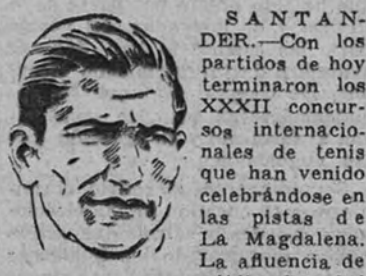 SANTAN-
DER.—Con los
partidos de hoy
terminaron los
XXXII concur-
sos internacio-
nales de tenis
que han venido
celebrándose en
las pistas de
La Magdalena.
La afluencia de